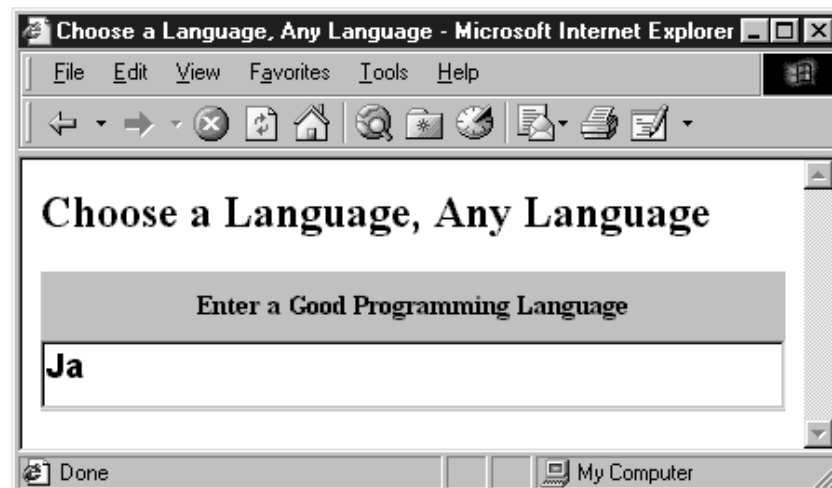 Choose a Language, Any Language - Microsoft Internet Explorer
File Edit View Favorites Tools Help
Choose a Language, Any Language
Enter a Good Programming Language
Ja
Done My Computer